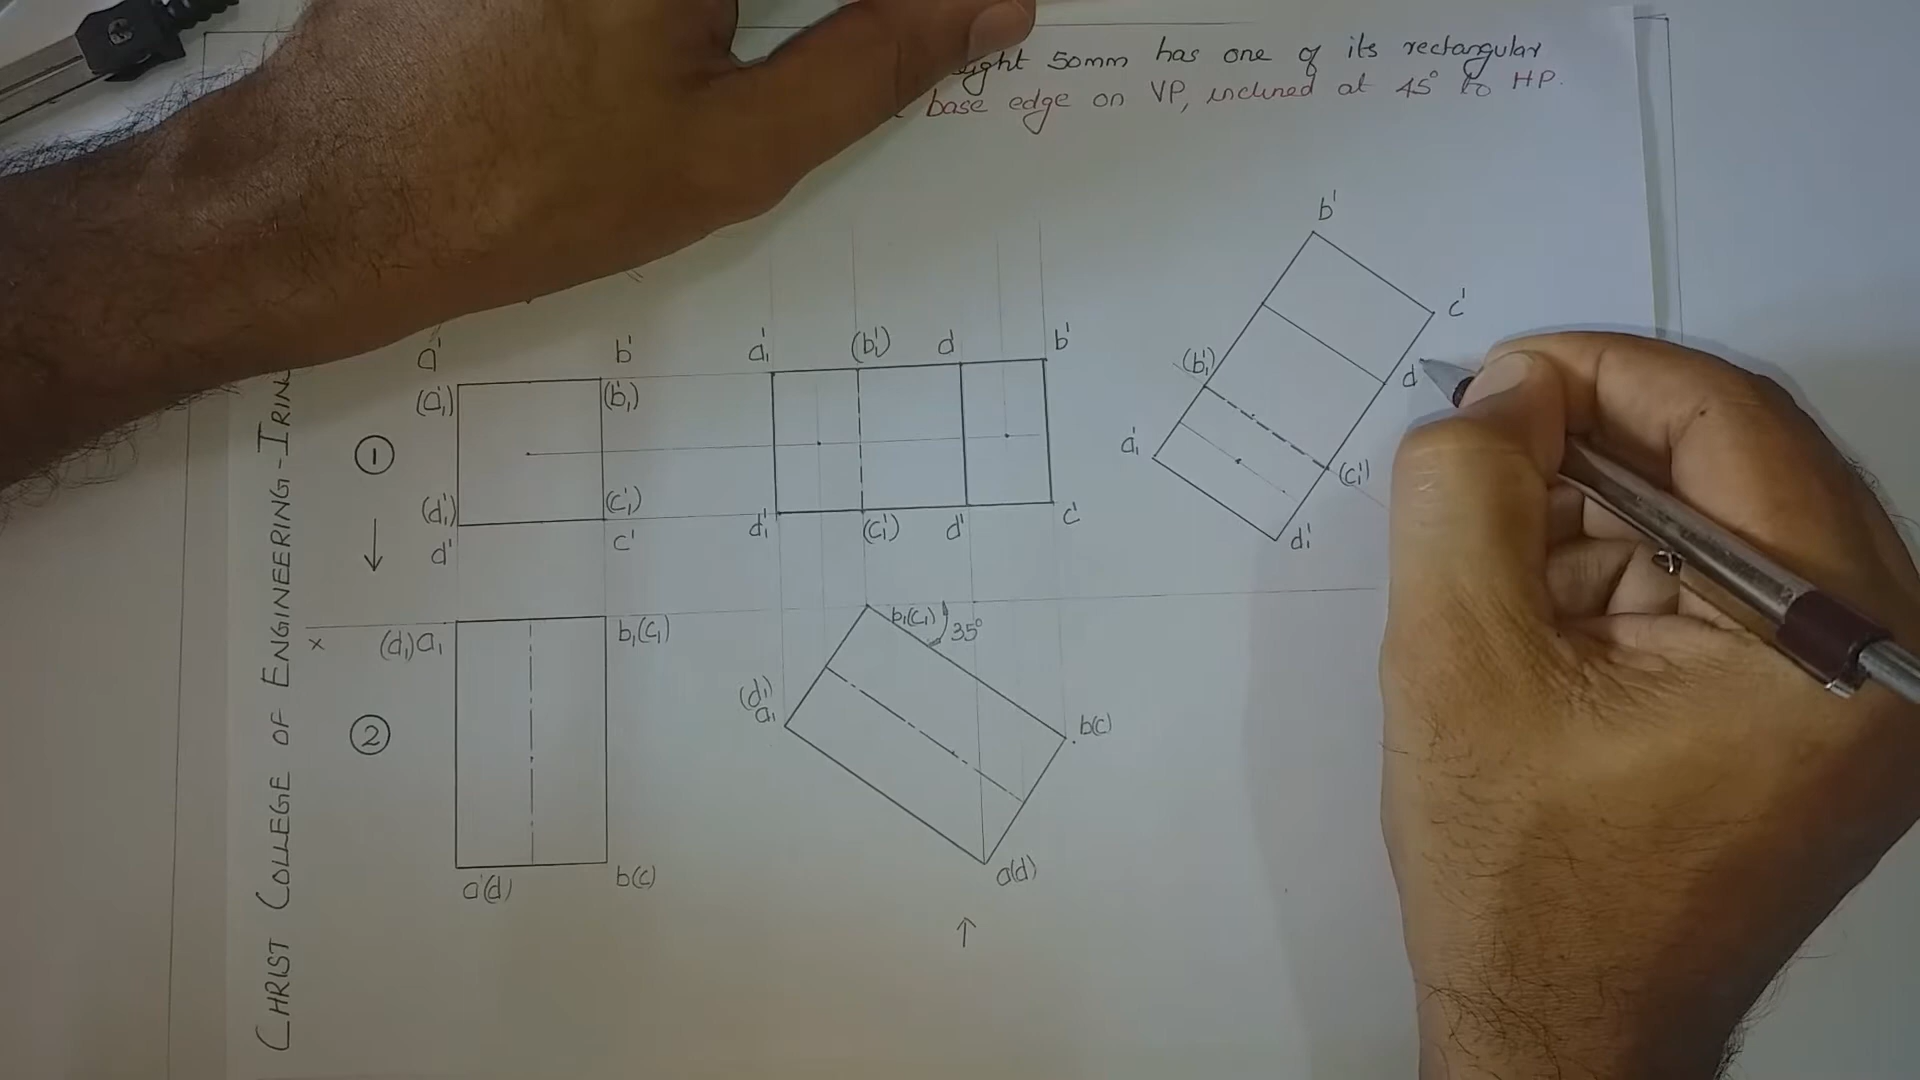 50mm has one of its rectangular
base edge on VP, inclined at 45° to HP.
CHRIST COLLEGE OF ENGINEERING-IRIN
b'
c'
a' b' a₁' (b₁') d b' (b₁') d'
(a₁') (b₁')
① a₁' (c₁')
(d₁') (c₁')
d' c' d₁' (c₁') d' c' d₁'
x (d₁)a₁ b₁(c₁) b₁(c₁) 35°
(d₁)
a₁ b(c)
②
a(d) b(c) a(d)